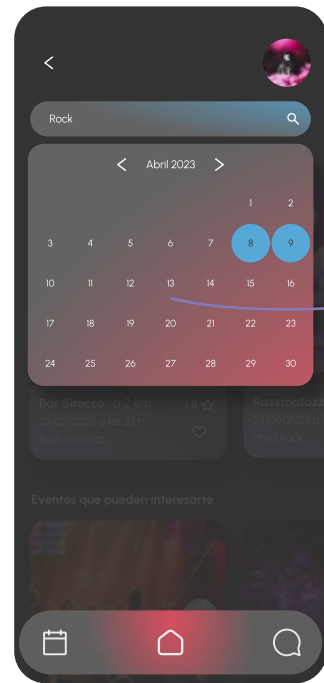 Rock
Abril 2023
1 2
3 4 5 6 7 8 9
10 11 12 13 14 15 16
17 18 19 20 21 22 23
24 25 26 27 28 29 30
Bar Sirocco - a 2 km 4.8
Razzmatazz
23/05/2023 a las 23 h
24/05/2023 a
Rock acústico
Hard Rock
Eventos que pueden interesarte